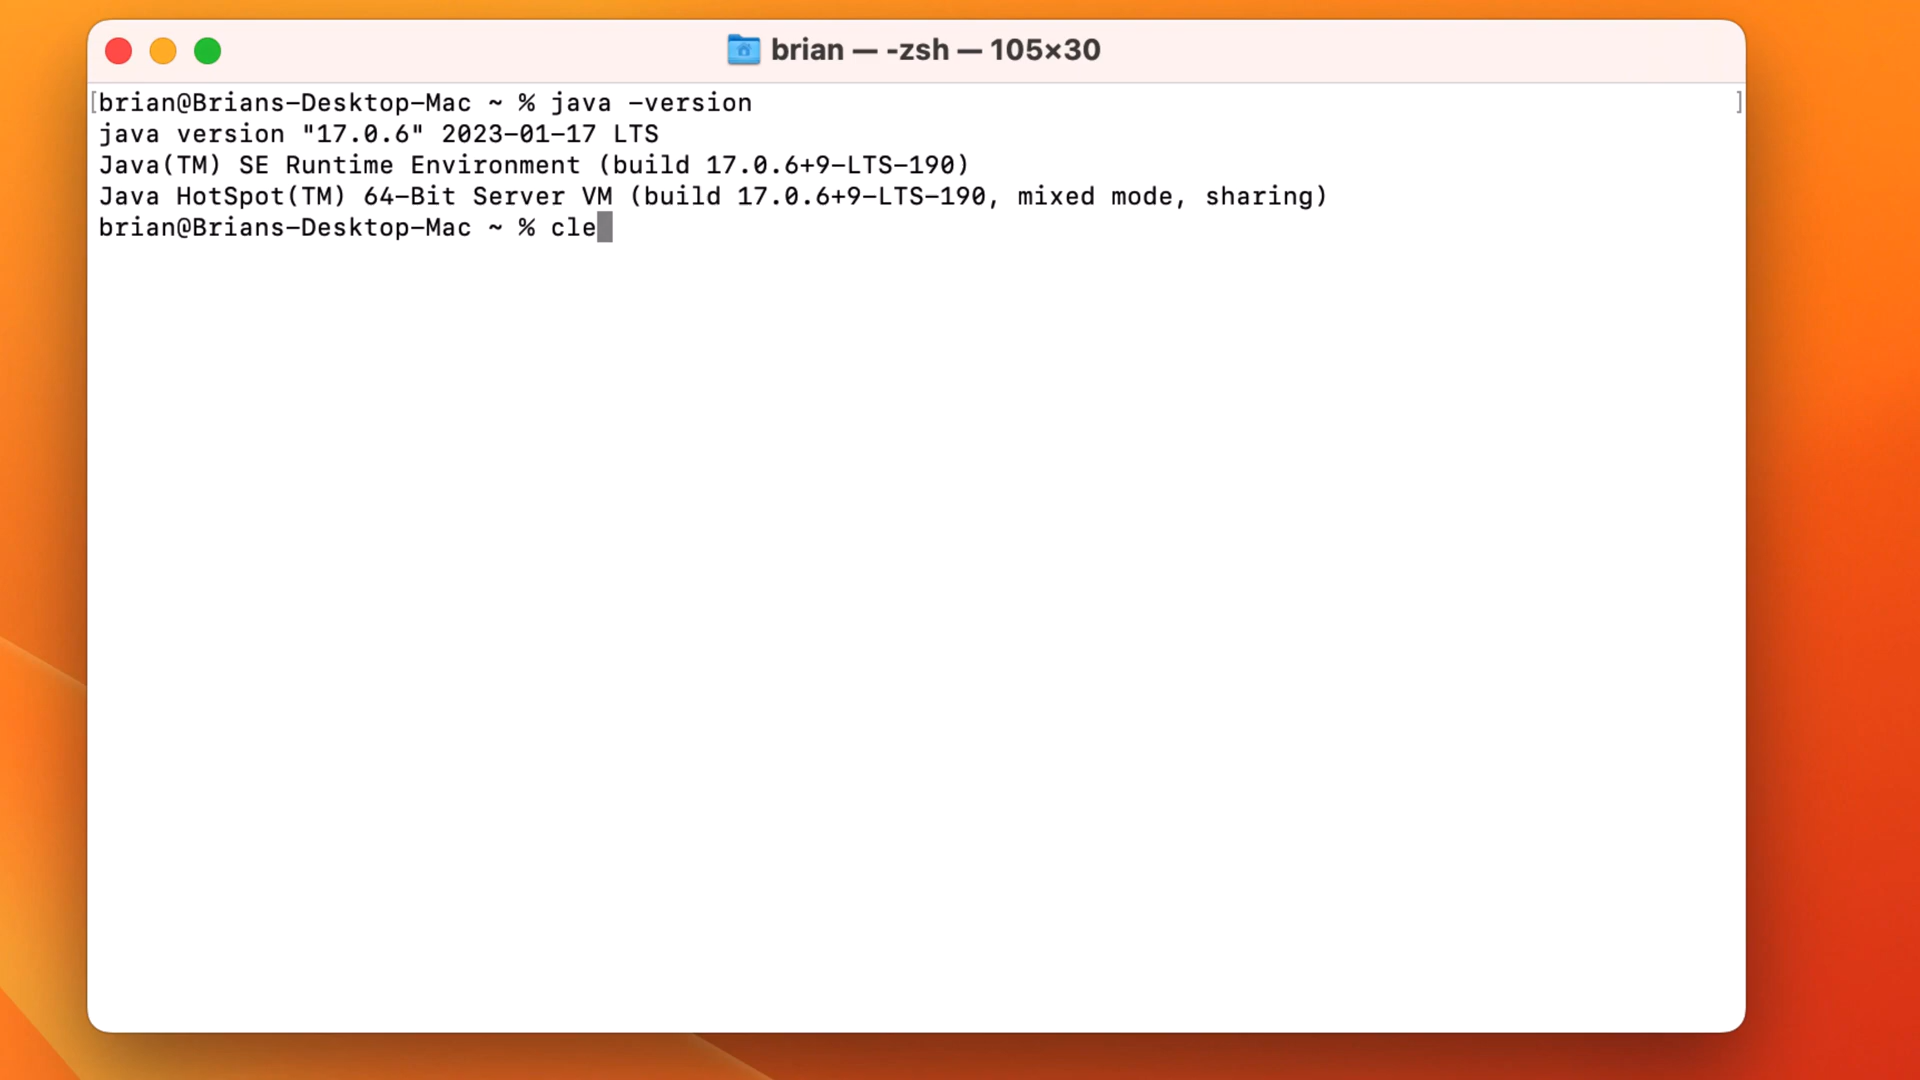 brian — -zsh — 105×30
[brian@Brians-Desktop-Mac ~ % java -version ]
java version "17.0.6" 2023-01-17 LTS
Java(TM) SE Runtime Environment (build 17.0.6+9-LTS-190)
Java HotSpot(TM) 64-Bit Server VM (build 17.0.6+9-LTS-190, mixed mode, sharing)
brian@Brians-Desktop-Mac ~ % cle